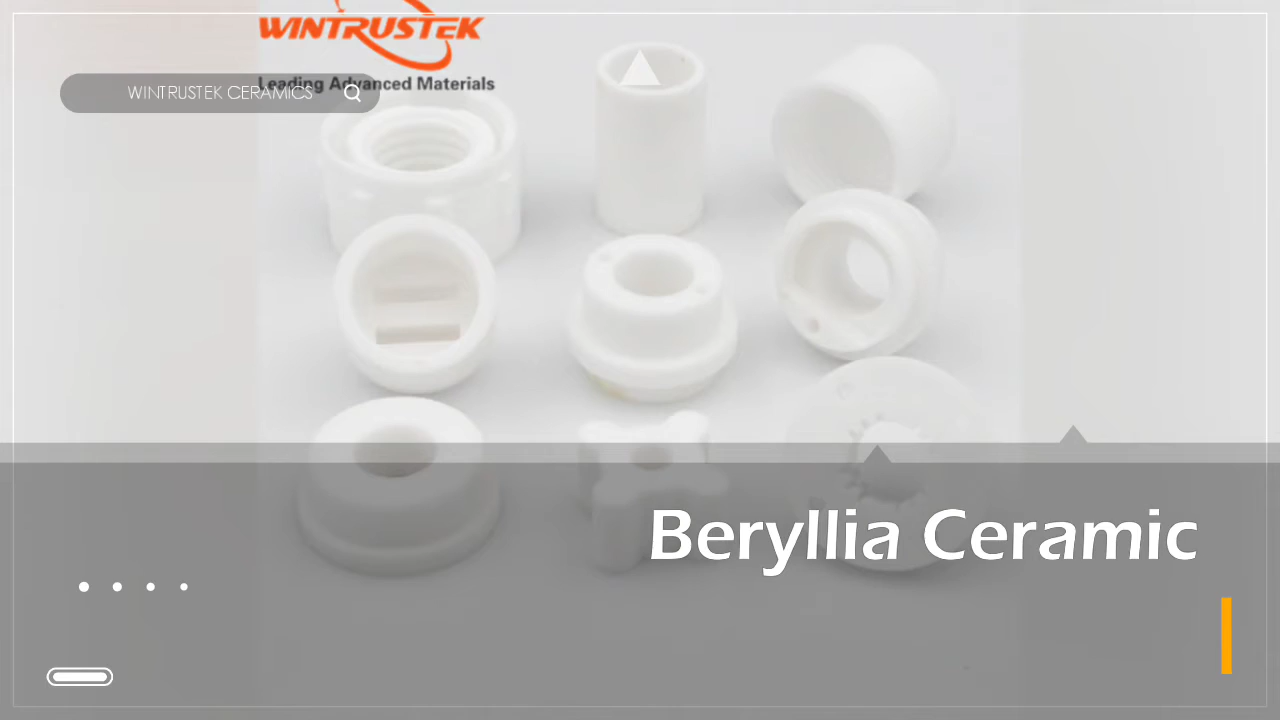 WINTRUSTEK
Leading Advanced Materials
WINTRUSTEK CERAMICS
Beryllia Ceramic